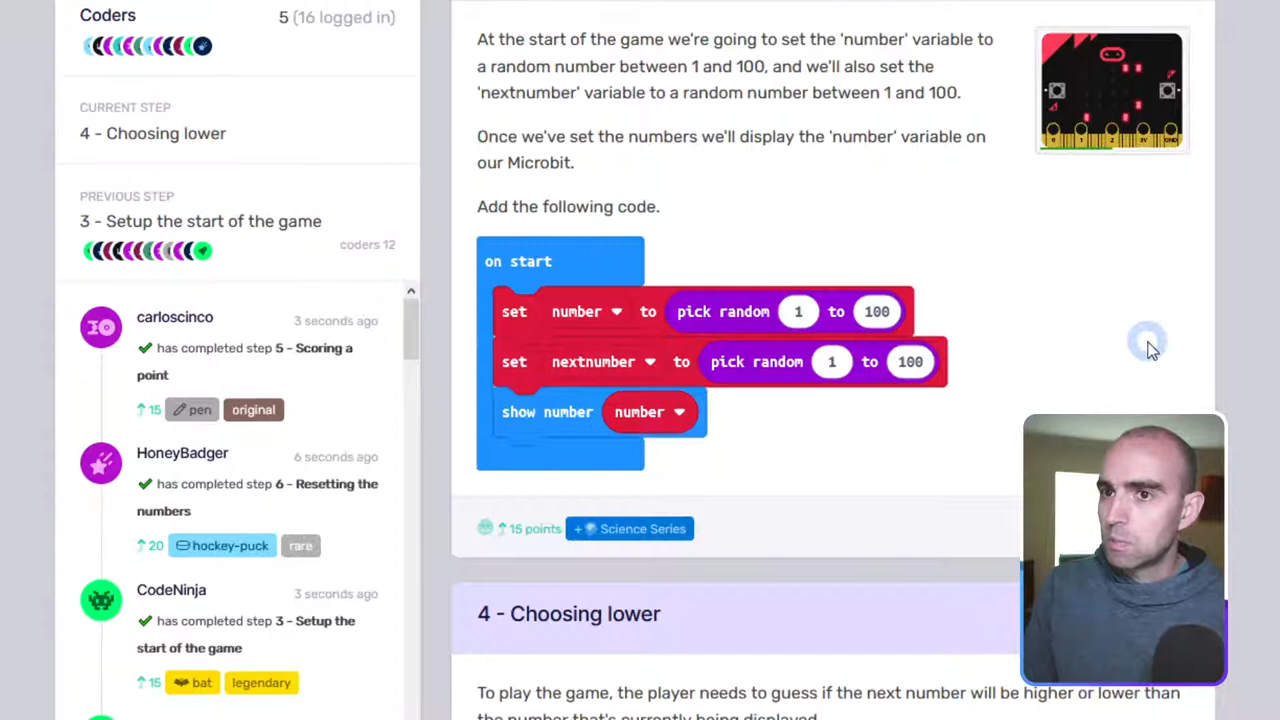 Coders
5 (16 logged in)
CURRENT STEP
4 - Choosing lower
PREVIOUS STEP
3 - Setup the start of the game
coders 12
carloscinco
3 seconds ago
has completed step 5 - Scoring a
point
15
pen
original
HoneyBadger
6 seconds ago
has completed step 6 - Resetting the
numbers
20
hockey-puck
rare
CodeNinja
3 seconds ago
has completed step 3 - Setup the
start of the game
15
bat
legendary
At the start of the game we're going to set the 'number' variable to
a random number between 1 and 100, and we'll also set the
'nextnumber' variable to a random number between 1 and 100.
Once we've set the numbers we'll display the 'number' variable on
our Microbit.
Add the following code.
on start
set number to pick random 1 to 100
set nextnumber to pick random 1 to 100
show number number
15 points
+ Science Series
4 - Choosing lower
To play the game, the player needs to guess if the next number will be higher or lower than
the number that's currently being displayed.